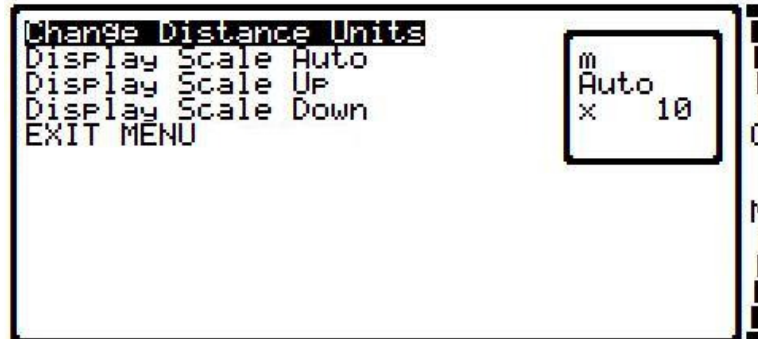 Change Distance Units
Display Scale Auto
Display Scale Up
Display Scale Down
EXIT MENU
m
Auto
x 10